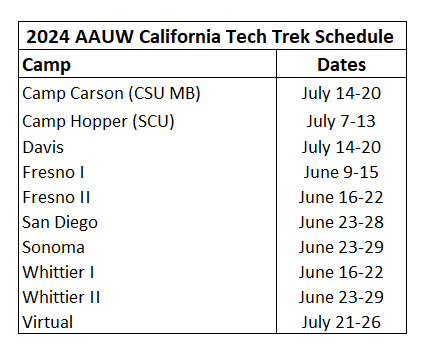 2024 AAUW California Tech Trek Schedule
Camp Dates
Camp Carson (CSU MB) July 14-20
Camp Hopper (SCU) July 7-13
Davis July 14-20
Fresno I June 9-15
Fresno II June 16-22
San Diego June 23-28
Sonoma June 23-29
Whittier I June 16-22
Whittier II June 23-29
Virtual July 21-26